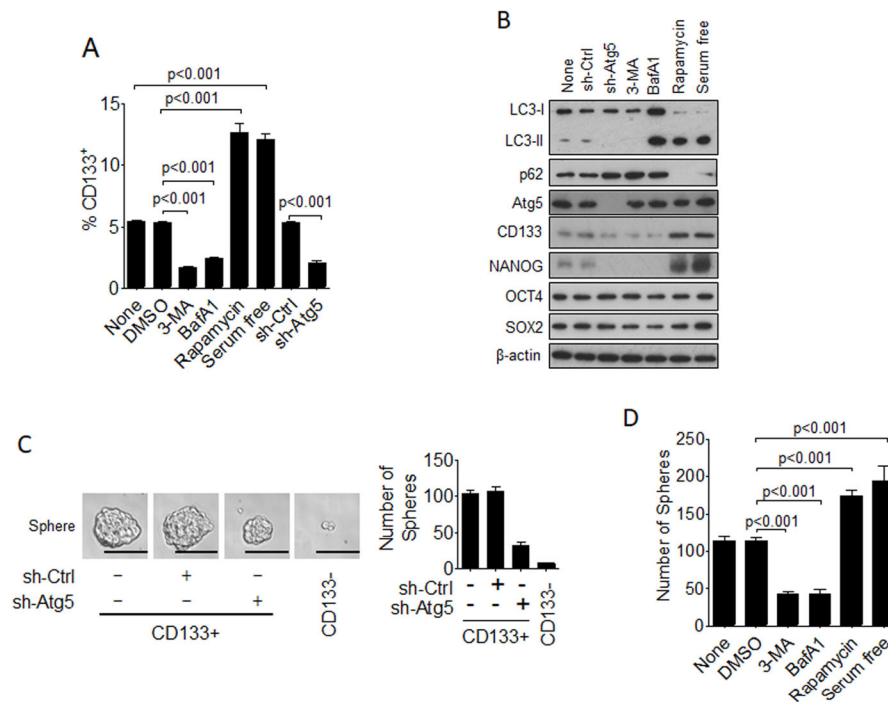 A
p<0.001
p<0.001
p<0.001
p<0.001
p<0.001
15
10
5
0
% CD133+
None
DMSO
3-MA
BafA1
Rapamycin
Serum free
sh-Ctrl
sh-Atg5
B
None
sh-Ctrl
sh-Atg5
3-MA
BafA1
Rapamycin
Serum free
LC3-I
LC3-II
p62
Atg5
CD133
NANOG
OCT4
SOX2
β-actin
C
Sphere
sh-Ctrl – + –
sh-Atg5 – – +
CD133+
CD133-
Number of
Spheres
150
100
50
0
sh-Ctrl - + -
sh-Atg5 - - +
CD133+
CD133-
D
p<0.001
p<0.001
p<0.001
p<0.001
250
200
150
100
50
0
Number of Spheres
None
DMSO
3-MA
BafA1
Rapamycin
Serum free